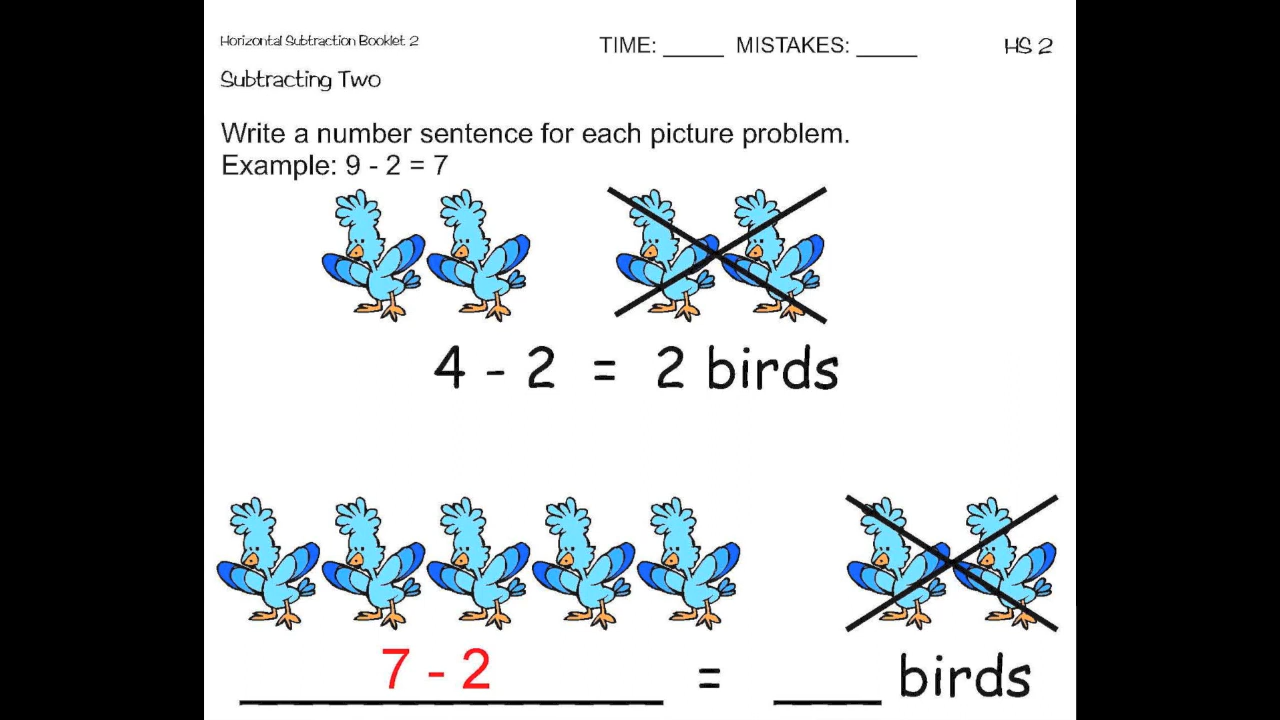 Horizontal Subtraction Booklet 2 TIME: _____ MISTAKES: _____ HS 2
Subtracting Two
Write a number sentence for each picture problem.
Example: 9 - 2 = 7
4 - 2 = 2 birds
7 - 2 = ____ birds